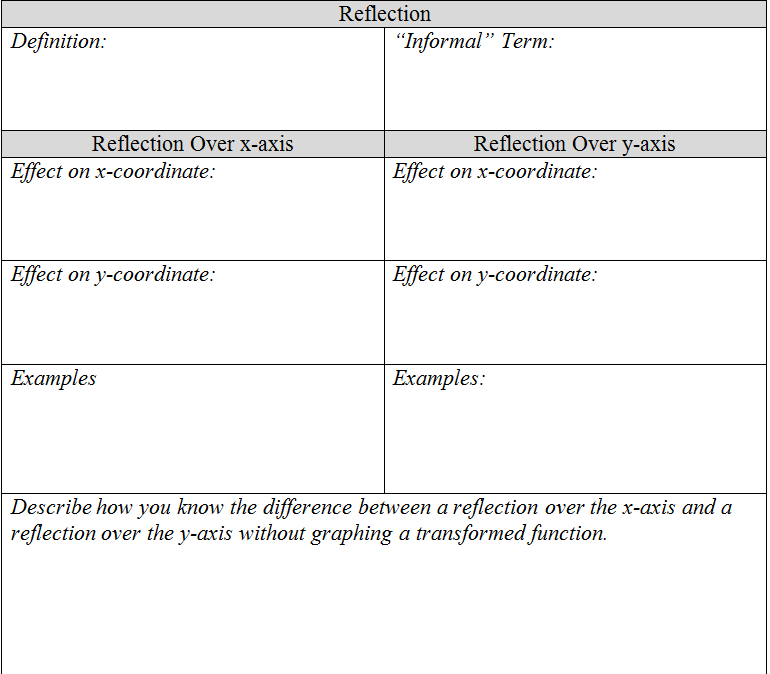 Reflection
Definition:
“Informal” Term:
Reflection Over x-axis
Reflection Over y-axis
Effect on x-coordinate:
Effect on x-coordinate:
Effect on y-coordinate:
Effect on y-coordinate:
Examples
Examples:
Describe how you know the difference between a reflection over the x-axis and a
reflection over the y-axis without graphing a transformed function.